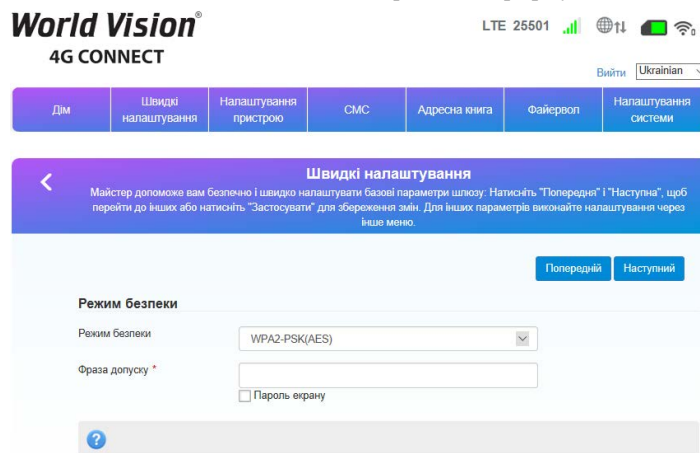 World Vision®
4G CONNECT
LTE 25501
Вийти Ukrainian
Дім
Швидкі налаштування
Налаштування пристрою
СМС
Адресна книга
Файервол
Налаштування системи
Швидкі налаштування
Майстер допоможе вам безпечно і швидко налаштувати базові параметри шлюзу: Натисніть "Попередня" і "Наступна", щоб
перейти до інших або натисніть "Застосувати" для збереження змін. Для інших параметрів виконайте налаштування через
інше меню.
Попередній Наступний
Режим безпеки
Режим безпеки WPA2-PSK(AES)
Фраза допуску *
Пароль екрану
?